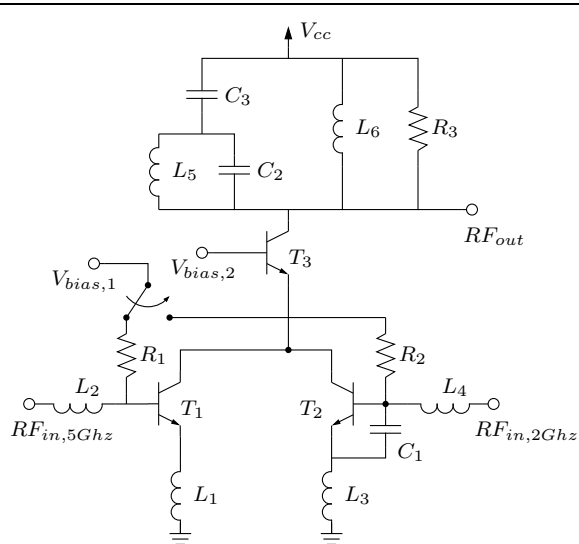 V_cc
C_3
L_5
C_2
L_6
R_3
RF_out
V_bias,2
T_3
V_bias,1
R_1
R_2
L_2
L_4
RF_in,5Ghz
T_1
T_2
RF_in,2Ghz
C_1
L_1
L_3